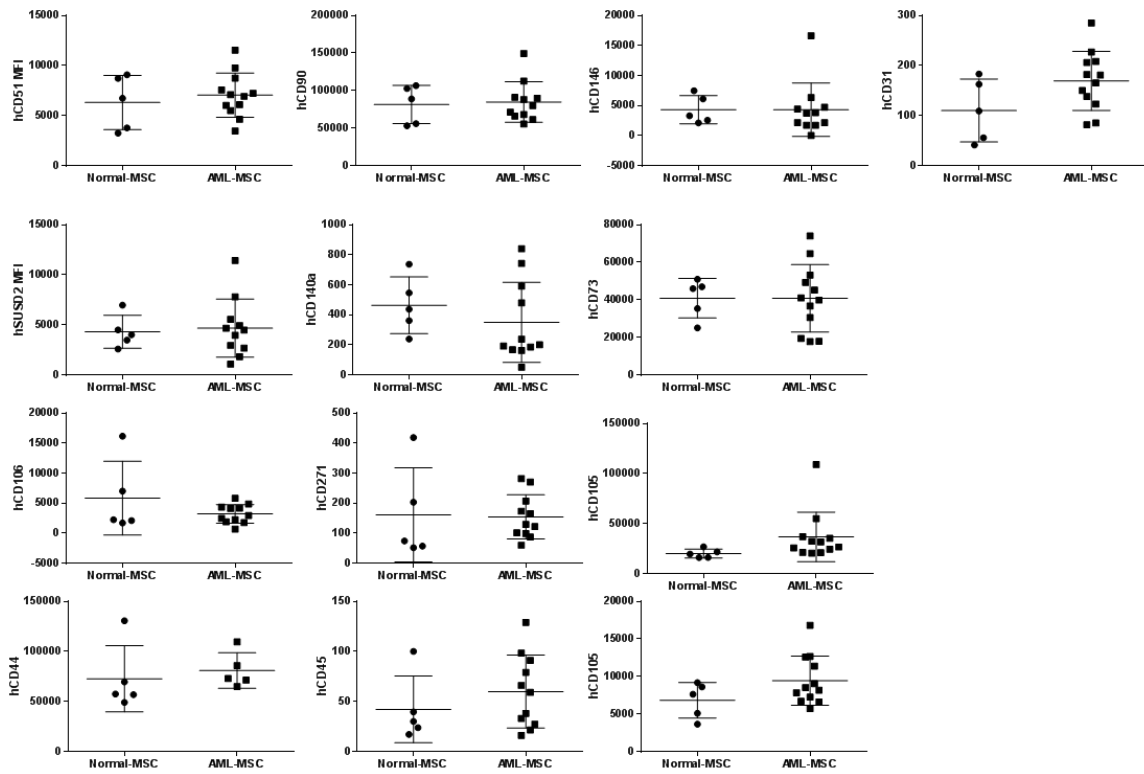 hCD51 MFI
15000
10000
5000
0
Normal-MSC AML-MSC
hCD90
150000
100000
50000
0
Normal-MSC AML-MSC
hCD146
20000
15000
10000
5000
0
-5000
Normal-MSC AML-MSC
hCD31
300
200
100
0
Normal-MSC AML-MSC
hSUSD2 MFI
15000
10000
5000
0
Normal-MSC AML-MSC
hCD140a
1000
800
600
400
200
0
Normal-MSC AML-MSC
hCD73
80000
60000
40000
20000
0
Normal-MSC AML-MSC
hCD106
20000
15000
10000
5000
0
-5000
Normal-MSC AML-MSC
hCD271
500
400
300
200
100
0
Normal-MSC AML-MSC
hCD105
150000
100000
50000
0
Normal-MSC AML-MSC
hCD44
150000
100000
50000
0
Normal-MSC AML-MSC
hCD45
150
100
50
0
Normal-MSC AML-MSC
hCD105
20000
15000
10000
5000
0
Normal-MSC AML-MSC